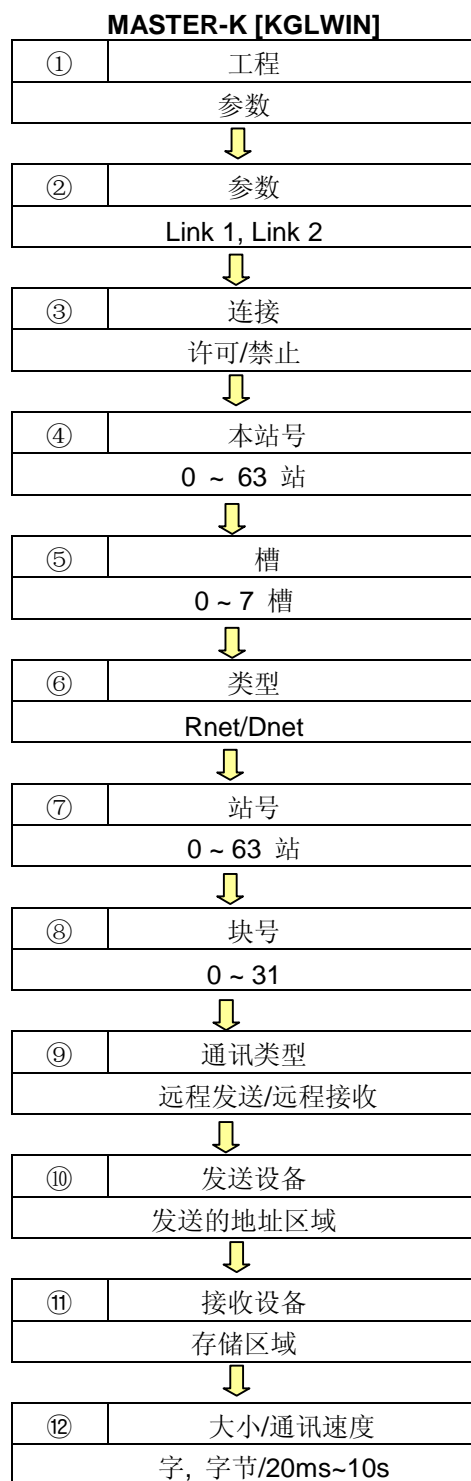 MASTER-K [KGLWIN]
① 工程
参数
② 参数
Link 1, Link 2
③ 连接
许可/禁止
④ 本站号
0 ~ 63 站
⑤ 槽
0 ~ 7 槽
⑥ 类型
Rnet/Dnet
⑦ 站号
0 ~ 63 站
⑧ 块号
0 ~ 31
⑨ 通讯类型
远程发送/远程接收
⑩ 发送设备
发送的地址区域
⑪ 接收设备
存储区域
⑫ 大小/通讯速度
字, 字节/20ms~10s